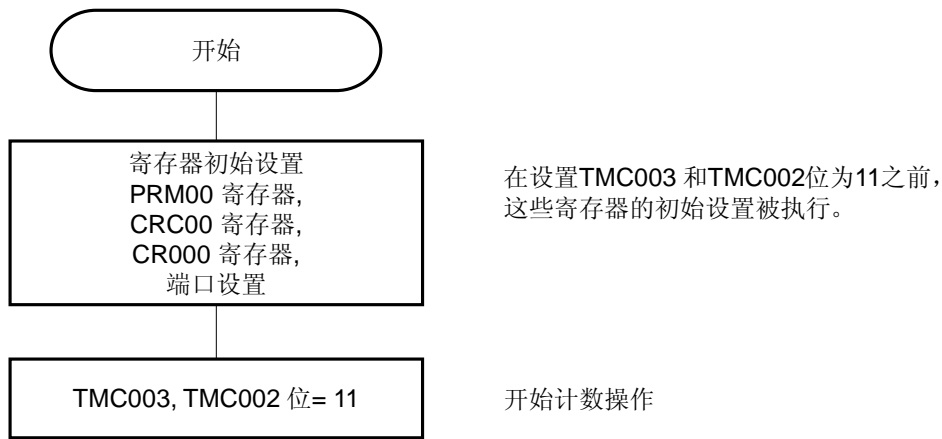 开始
寄存器初始设置
PRM00 寄存器,
CRC00 寄存器,
CR000 寄存器,
端口设置
在设置TMC003 和TMC002位为11之前，
这些寄存器的初始设置被执行。
TMC003, TMC002 位= 11
开始计数操作